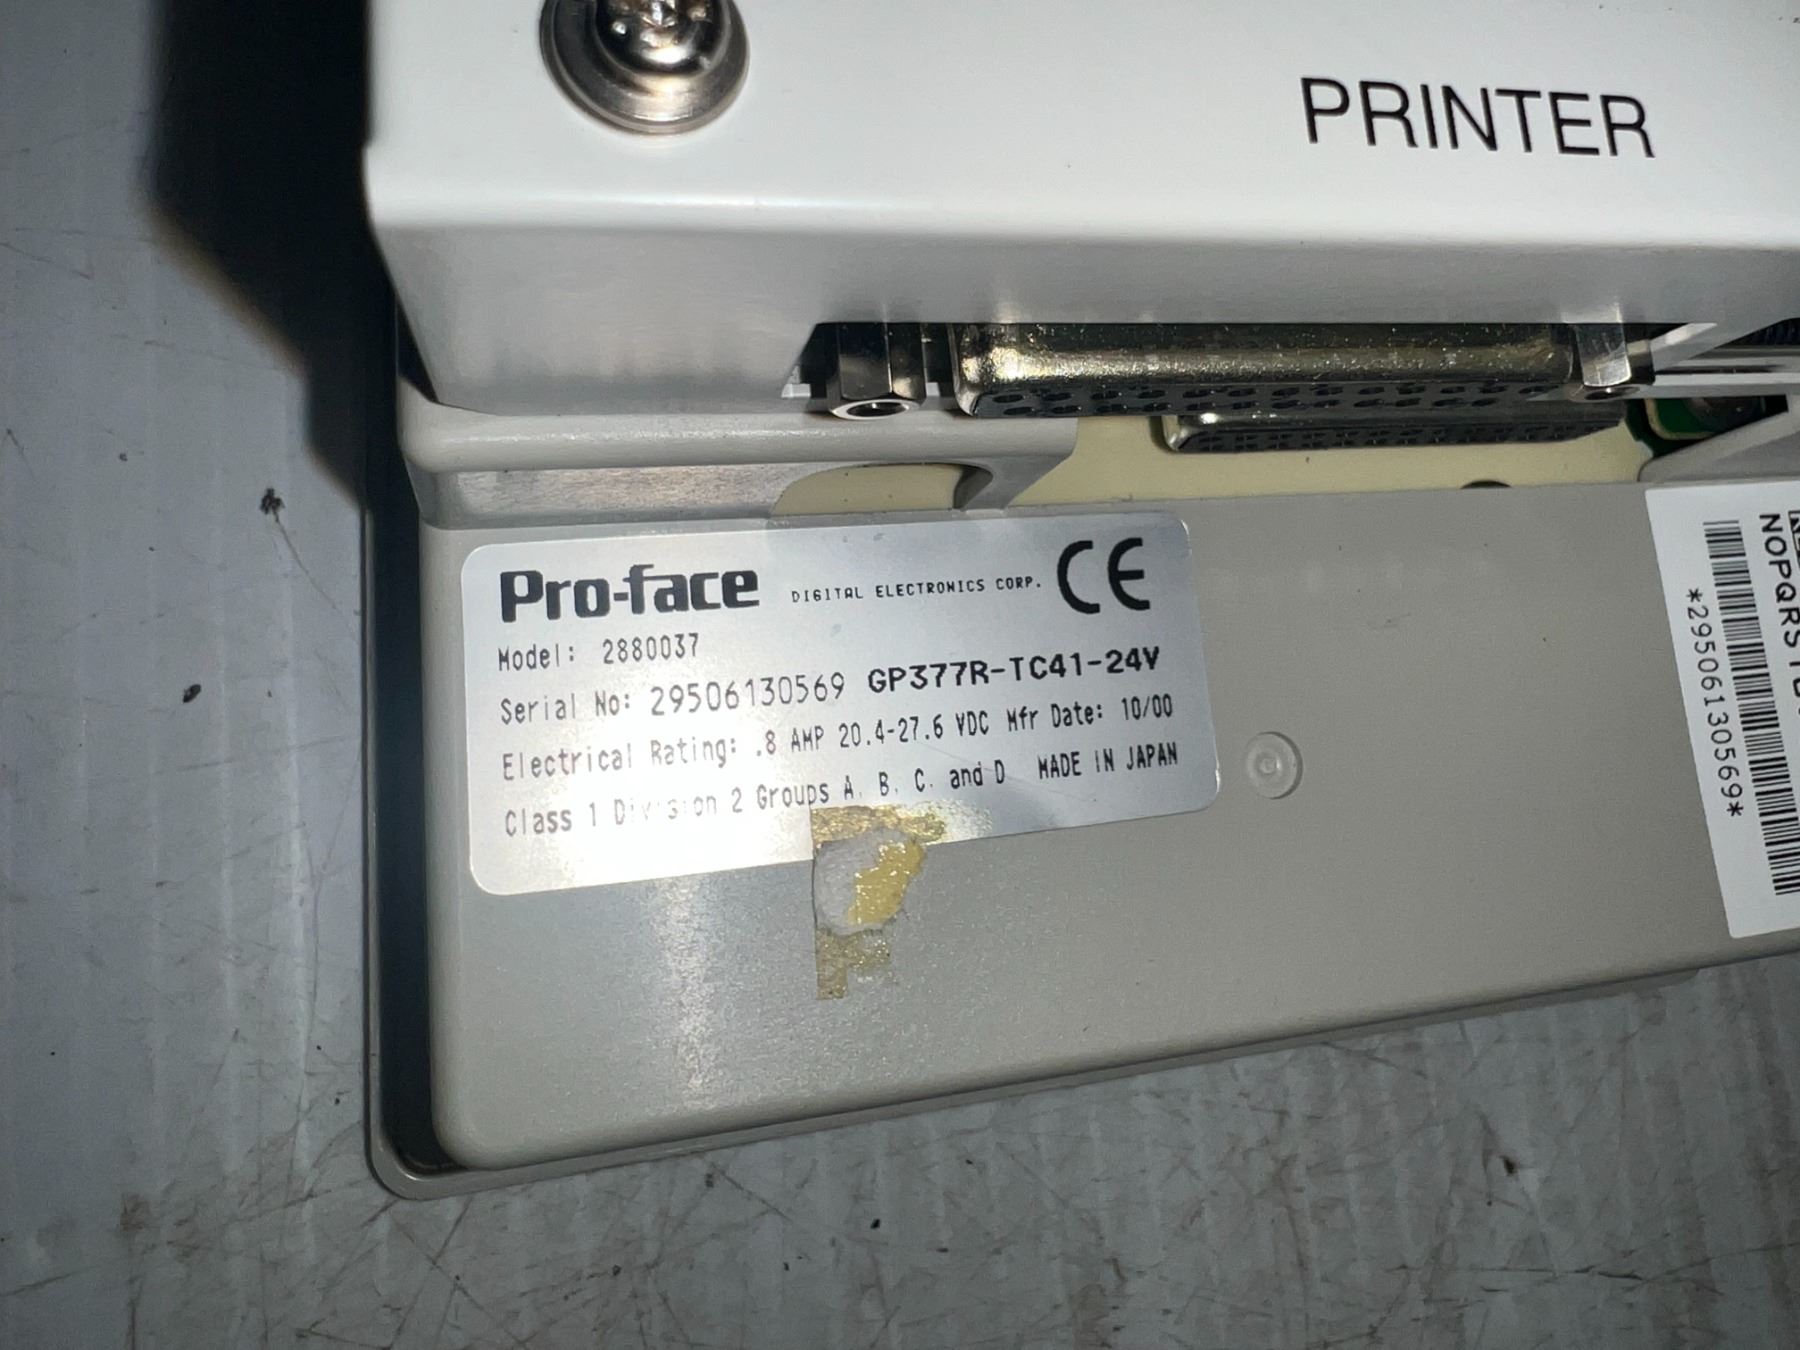 PRINTER
Pro-face DIGITAL ELECTRONICS CORP. CE
Model: 2880037
Serial No: 29506130569 GP377R-TC41-24V
Electrical Rating: .8 AMP 20.4-27.6 VDC Mfr Date: 10/00
Class 1 Division 2 Groups A, B, C, and D MADE IN JAPAN
*29506130569*